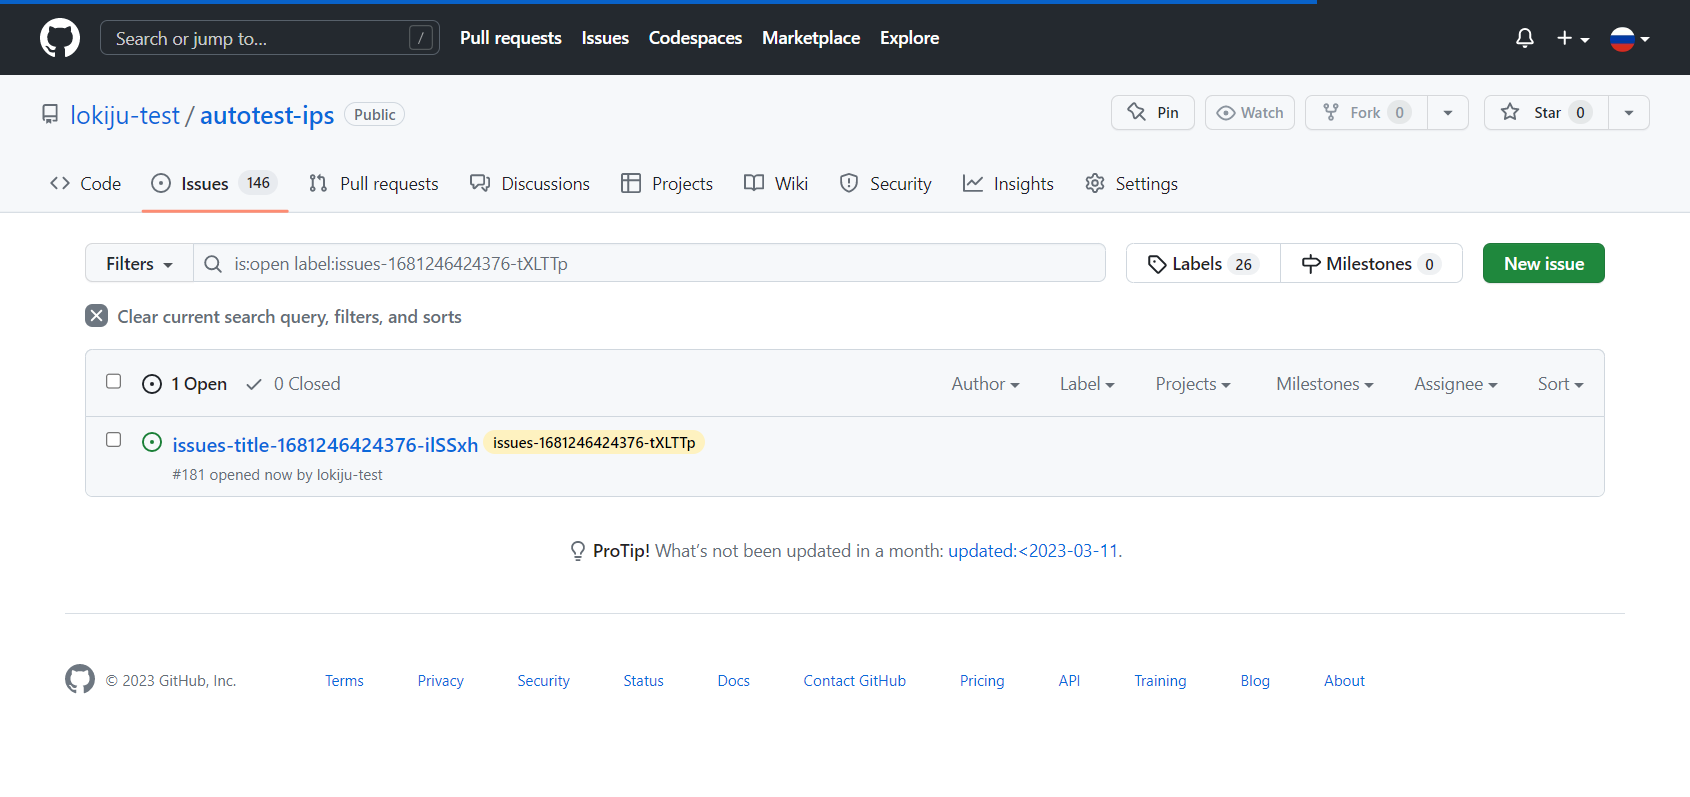 Search or jump to... / Pull requests Issues Codespaces Marketplace Explore
lokiju-test / autotest-ips Public Pin Watch Fork 0 Star 0
Code Issues 146 Pull requests Discussions Projects Wiki Security Insights Settings
Filters is:open label:issues-1681246424376-tXLTTp Labels 26 Milestones 0 New issue
Clear current search query, filters, and sorts
1 Open 0 Closed Author Label Projects Milestones Assignee Sort
issues-title-1681246424376-ilSSxh issues-1681246424376-tXLTTp
#181 opened now by lokiju-test
ProTip! What’s not been updated in a month: updated:<2023-03-11.
© 2023 GitHub, Inc. Terms Privacy Security Status Docs Contact GitHub Pricing API Training Blog About